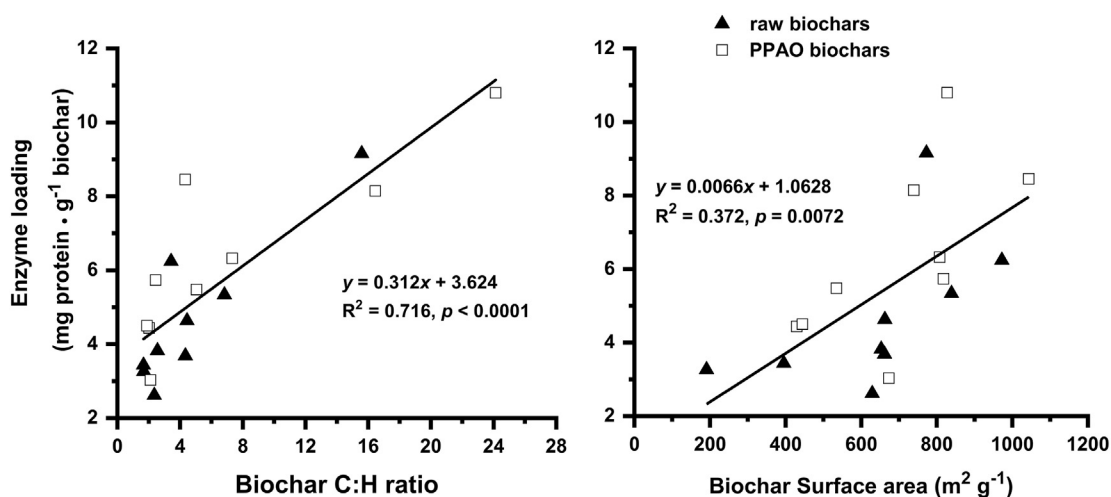 raw biochars
PPAO biochars
Enzyme loading
(mg protein • g⁻¹ biochar)
12
10
8
6
4
2
y = 0.312x + 3.624
R² = 0.716, p < 0.0001
0 4 8 12 16 20 24 28
Biochar C:H ratio
12
10
8
6
4
2
y = 0.0066x + 1.0628
R² = 0.372, p = 0.0072
0 200 400 600 800 1000 1200
Biochar Surface area (m² g⁻¹)